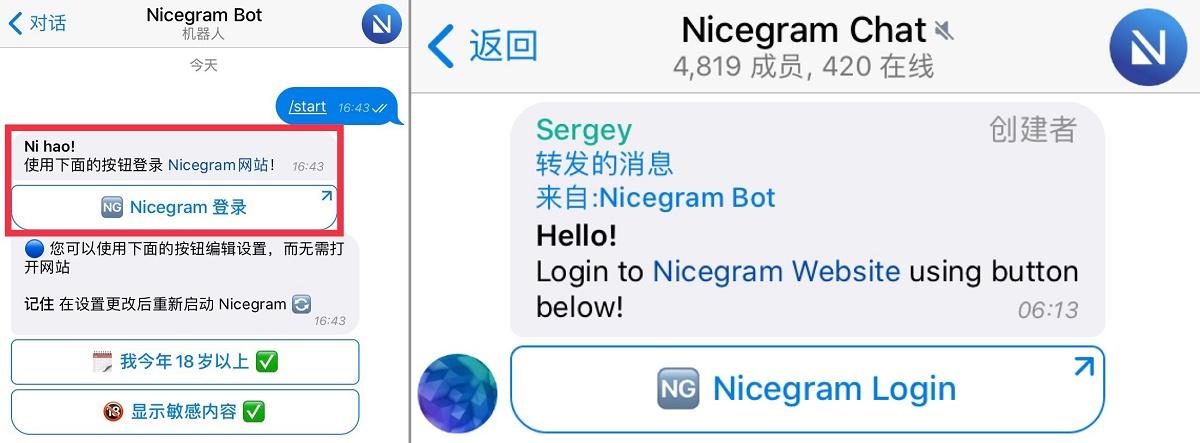 对话
Nicegram Bot
机器人
今天
/start 16:43
Ni hao!
使用下面的按钮登录 Nicegram网站! 16:43
NG Nicegram 登录
您可以使用下面的按钮编辑设置，而无需打
开网站
记住 在设置更改后重新启动 Nicegram
16:43
我今年18岁以上
18 显示敏感内容
返回
Nicegram Chat
4,819 成员, 420 在线
Sergey 创建者
转发的消息
来自:Nicegram Bot
Hello!
Login to Nicegram Website using button
below! 06:13
NG Nicegram Login